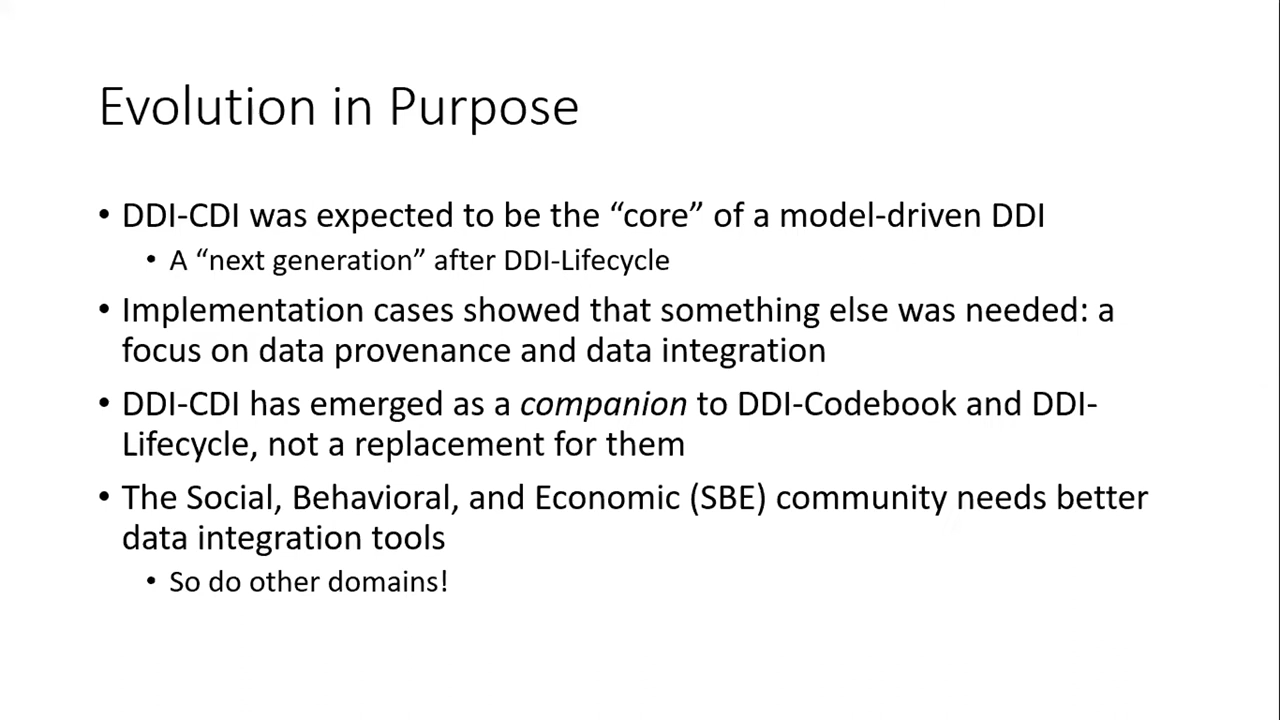 Evolution in Purpose
• DDI-CDI was expected to be the “core” of a model-driven DDI
• A “next generation” after DDI-Lifecycle
• Implementation cases showed that something else was needed: a
focus on data provenance and data integration
• DDI-CDI has emerged as a companion to DDI-Codebook and DDI-
Lifecycle, not a replacement for them
• The Social, Behavioral, and Economic (SBE) community needs better
data integration tools
• So do other domains!